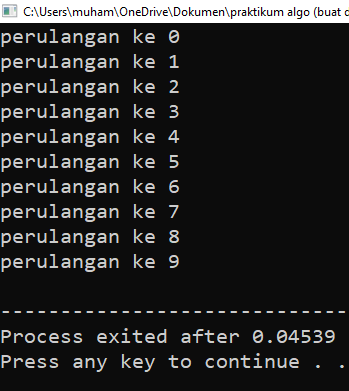 C:\Users\muham\OneDrive\Dokumen\praktikum algo (buat d
perulangan ke 0
perulangan ke 1
perulangan ke 2
perulangan ke 3
perulangan ke 4
perulangan ke 5
perulangan ke 6
perulangan ke 7
perulangan ke 8
perulangan ke 9
-----------------------------
Process exited after 0.04539
Press any key to continue . .